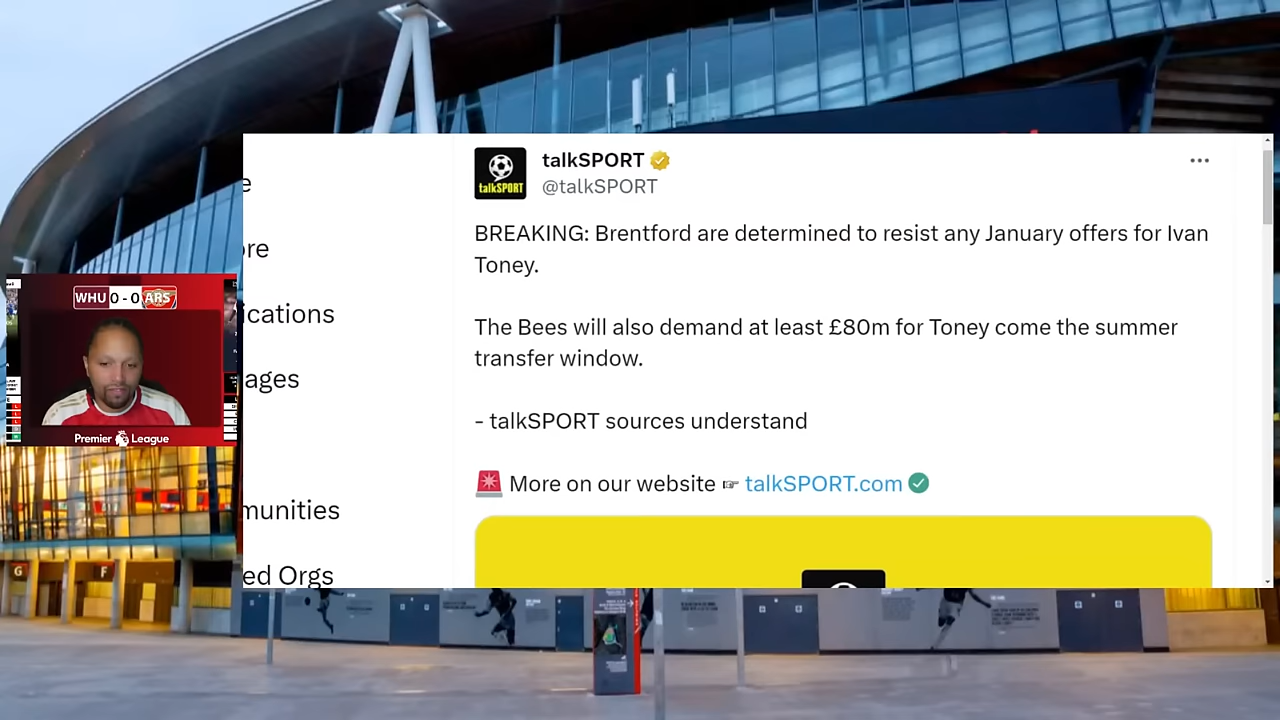 talkSPORT
@talkSPORT
talkSPORT
BREAKING: Brentford are determined to resist any January offers for Ivan
Toney.
The Bees will also demand at least £80m for Toney come the summer
transfer window.
- talkSPORT sources understand
🚨 More on our website ☞ talkSPORT.com
e
ore
ications
ages
munities
ed Orgs
WHU 0 - 0 ARS
Premier League
G
F